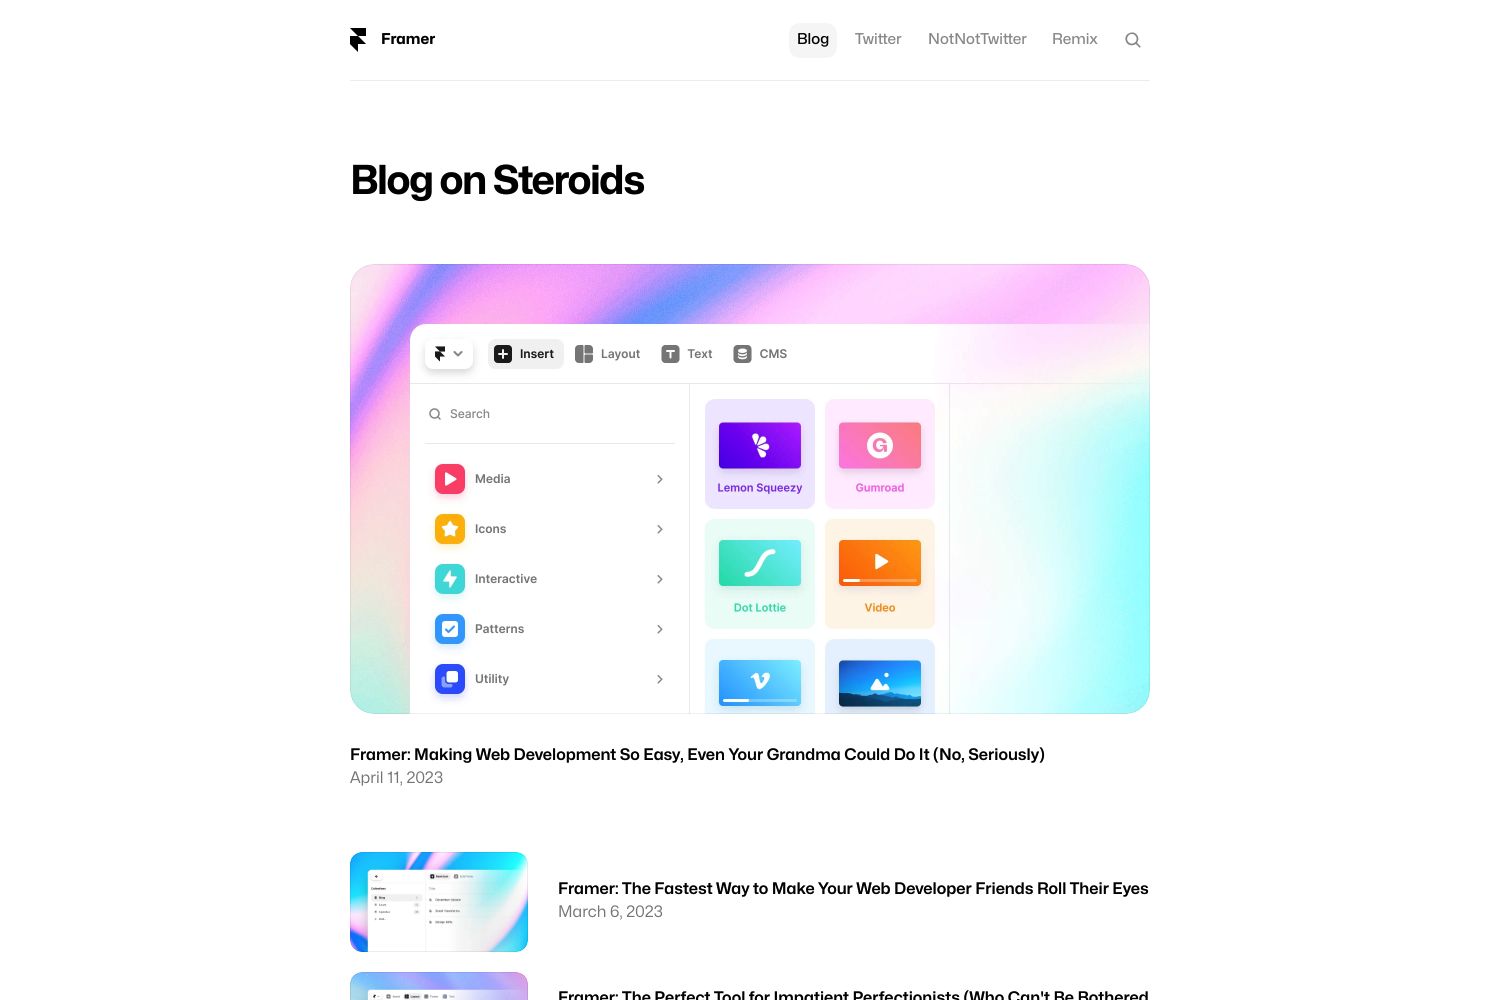 Framer
Blog
Twitter
NotNotTwitter
Remix
Blog on Steroids
Insert
Layout
Text
CMS
Search
Media
Icons
Interactive
Patterns
Utility
Lemon Squeezy
Gumroad
Dot Lottie
Video
Framer: Making Web Development So Easy, Even Your Grandma Could Do It (No, Seriously)
April 11, 2023
Framer: The Fastest Way to Make Your Web Developer Friends Roll Their Eyes
March 6, 2023
Framer: The Perfect Tool for Impatient Perfectionists (Who Can't Be Bothered